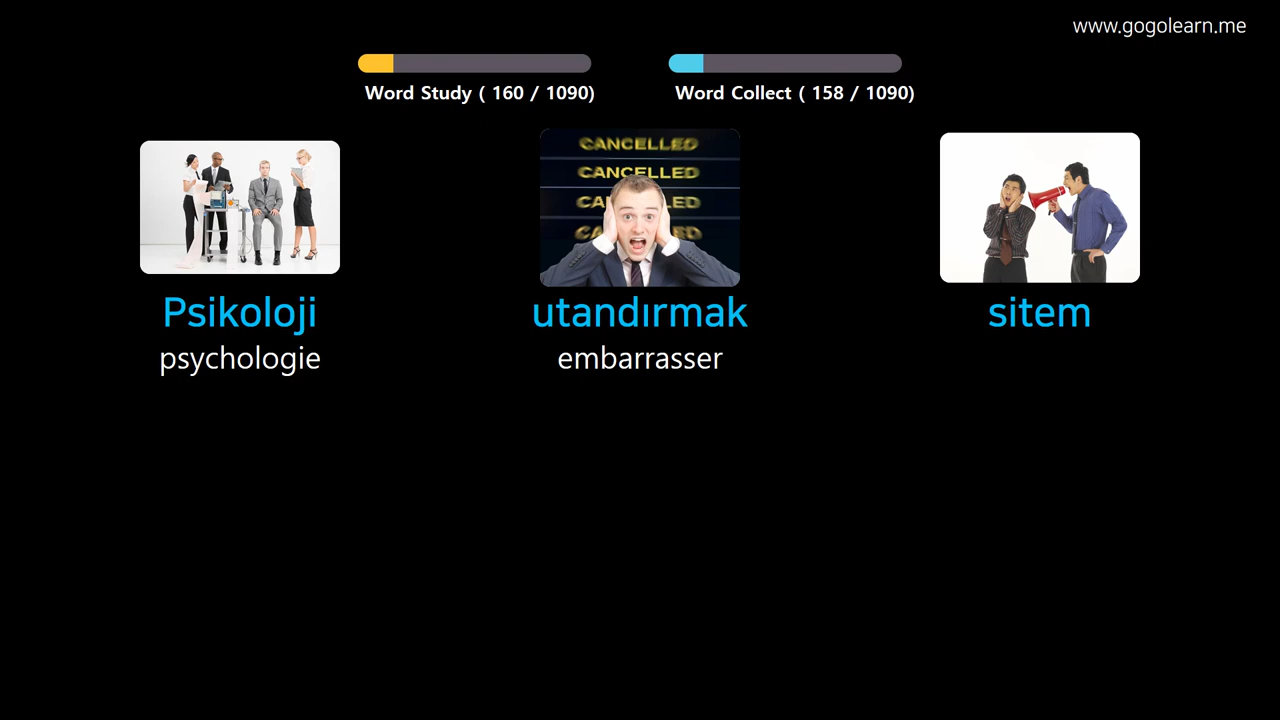 www.gogolearn.me
Word Study ( 160 / 1090)
Word Collect ( 158 / 1090)
CANCELLED
CANCELLED
Psikoloji
utandırmak
sitem
psychologie
embarrasser